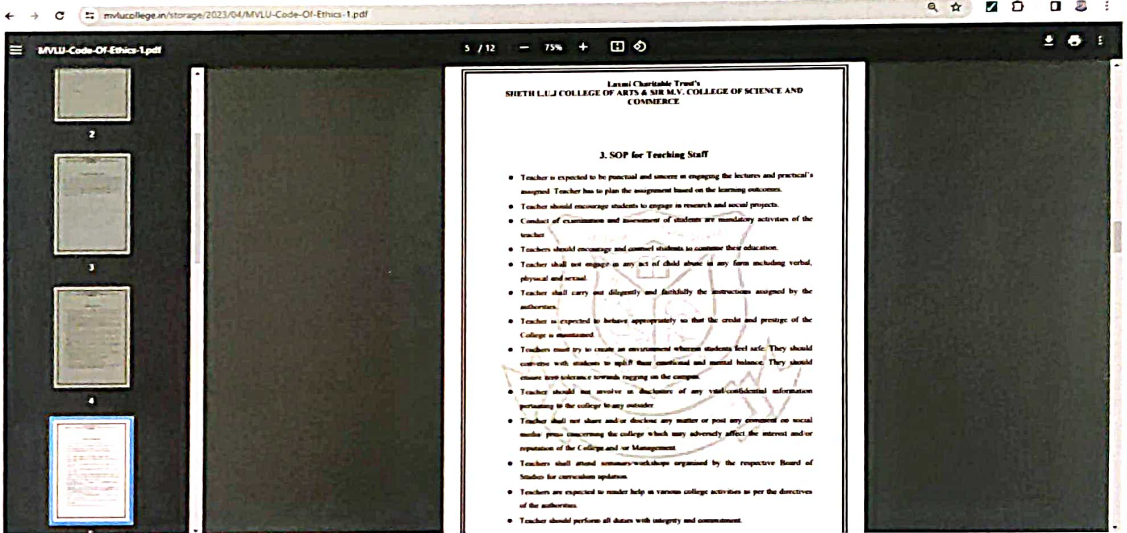 mvlucollege.in/storage/2023/04/MVLU-Code-Of-Ethics-1.pdf
MVLU-Code-Of-Ethics-1.pdf
5 / 12
75%
2
3
4
Laxmi Charitable Trust's
SHETH L.U.J COLLEGE OF ARTS & SIR M.V. COLLEGE OF SCIENCE AND
COMMERCE
3. SOP for Teaching Staff
• Teacher is expected to be punctual and sincere in engaging the lectures and practical's
assigned. Teacher has to plan the assignment based on the learning outcomes.
• Teacher should encourage students to engage in research and social projects.
• Conduct of examination and assessment of students are mandatory activities of the
teacher
• Teachers should encourage and counsel students to continue their education.
• Teacher shall not engage in any act of child abuse in any form including verbal,
physical and sexual.
• Teacher shall carry out diligently and faithfully the instructions assigned by the
authorities.
• Teacher is expected to behave appropriately so that the credit and prestige of the
College is maintained.
• Teachers must try to create an environment wherein students feel safe. They should
converse with students to uplift their emotional and mental balance. They should
ensure zero tolerance towards ragging on the campus.
• Teacher should not involve in disclosure of any vital/confidential information
pertaining to the college to any outsider.
• Teacher shall not share and/or disclose any matter or post any comment on social
media/ press concerning the college which may adversely affect the interest and/or
reputation of the College and /or Management.
• Teachers shall attend seminars/workshops organised by the respective Board of
Studies for curriculum updation.
• Teachers are expected to render help in various college activities as per the directives
of the authorities.
• Teacher should perform all duties with integrity and commitment.